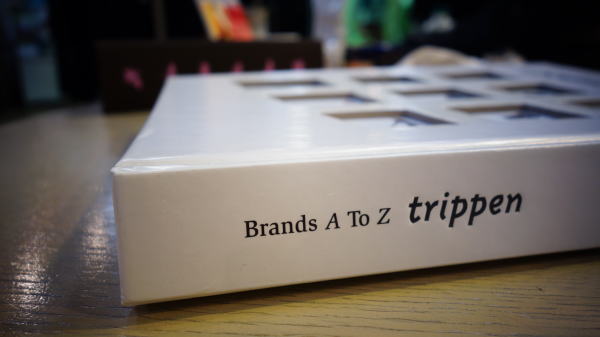 Brands A To Z trippen